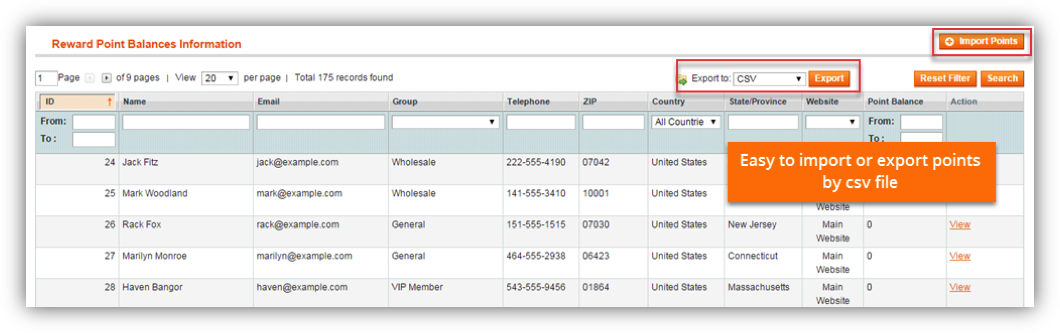 Reward Point Balances Information
Import Points
1 Page of 9 pages | View 20 per page | Total 175 records found
Export to: CSV Export
Reset Filter Search
ID Name Email Group Telephone ZIP Country State/Province Website Point Balance Action
From: All Countrie From:
To : To :
24 Jack Fitz jack@example.com Wholesale 222-555-4190 07042 United States
Easy to import or export points
by csv file
25 Mark Woodland mark@example.com Wholesale 141-555-3410 10001 United States
Website
26 Rack Fox rack@example.com General 151-555-1515 07030 United States New Jersey Main 0 View
Website
27 Marilyn Monroe marilyn@example.com General 464-555-2938 06423 United States Connecticut Main 0 View
Website
28 Haven Bangor haven@example.com VIP Member 543-555-9456 01864 United States Massachusetts Main 0 View
Website